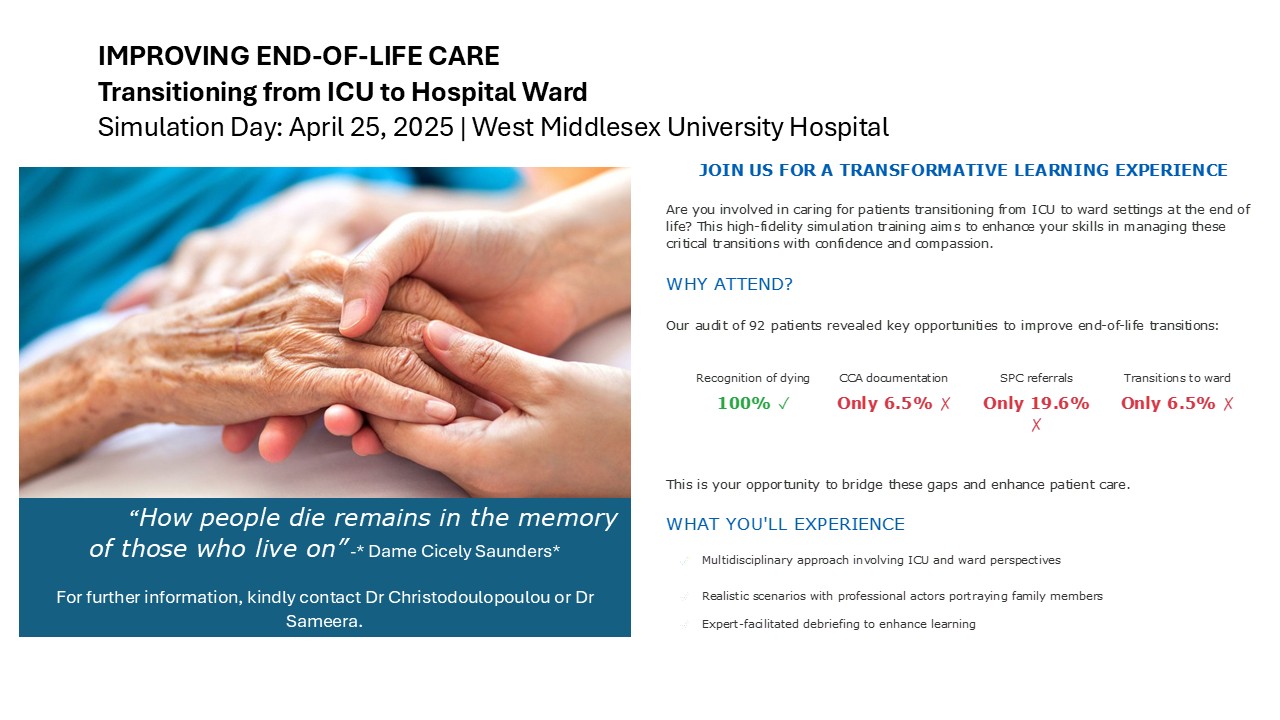 IMPROVING END-OF-LIFE CARE
Transitioning from ICU to Hospital Ward
Simulation Day: April 25, 2025 | West Middlesex University Hospital
“How people die remains in the memory
of those who live on” -* Dame Cicely Saunders*
For further information, kindly contact Dr Christodoulopoulou or Dr
Sameera.
JOIN US FOR A TRANSFORMATIVE LEARNING EXPERIENCE
Are you involved in caring for patients transitioning from ICU to ward settings at the end of
life? This high-fidelity simulation training aims to enhance your skills in managing these
critical transitions with confidence and compassion.
WHY ATTEND?
Our audit of 92 patients revealed key opportunities to improve end-of-life transitions:
Recognition of dying
100% ✓
CCA documentation
Only 6.5% ✗
SPC referrals
Only 19.6%
✗
Transitions to ward
Only 6.5% ✗
This is your opportunity to bridge these gaps and enhance patient care.
WHAT YOU'LL EXPERIENCE
Multidisciplinary approach involving ICU and ward perspectives
Realistic scenarios with professional actors portraying family members
Expert-facilitated debriefing to enhance learning